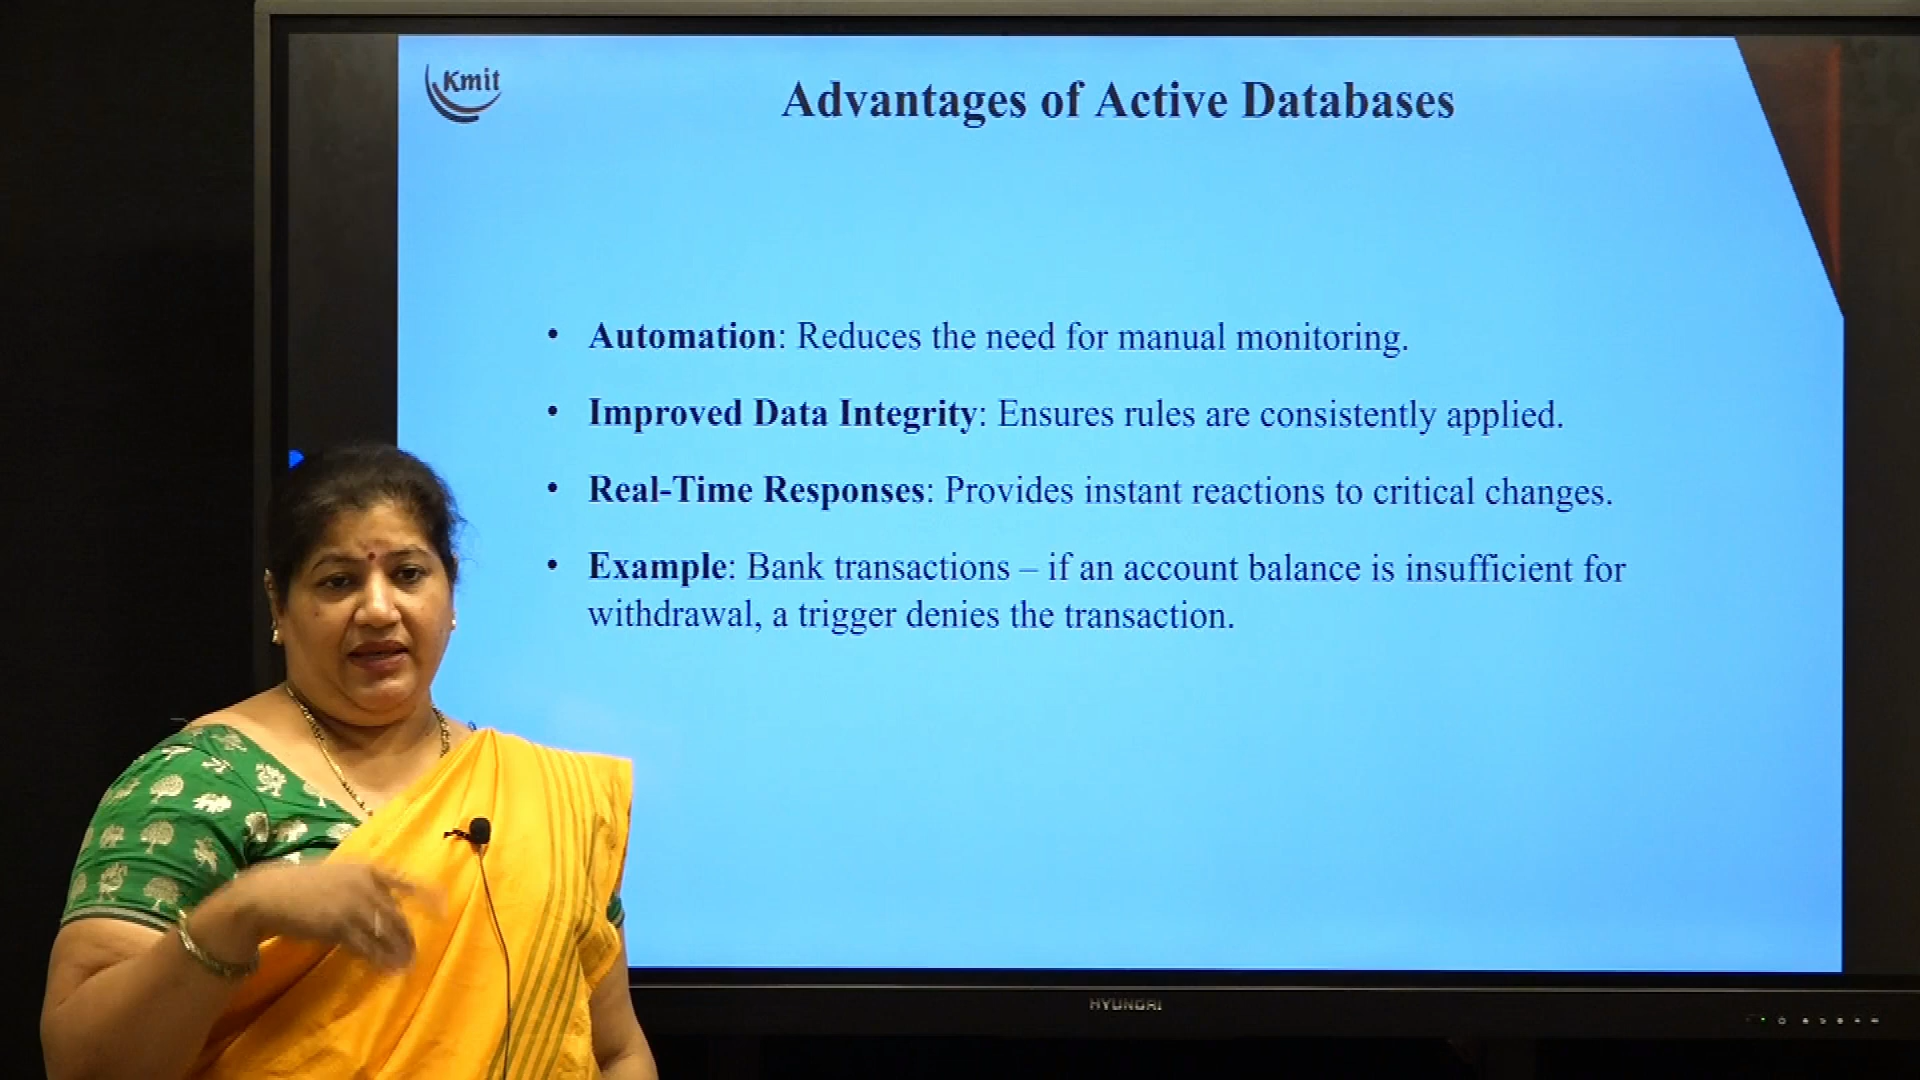 Kmit
Advantages of Active Databases
• Automation: Reduces the need for manual monitoring.
• Improved Data Integrity: Ensures rules are consistently applied.
• Real-Time Responses: Provides instant reactions to critical changes.
• Example: Bank transactions – if an account balance is insufficient for
withdrawal, a trigger denies the transaction.
HYUNDAI